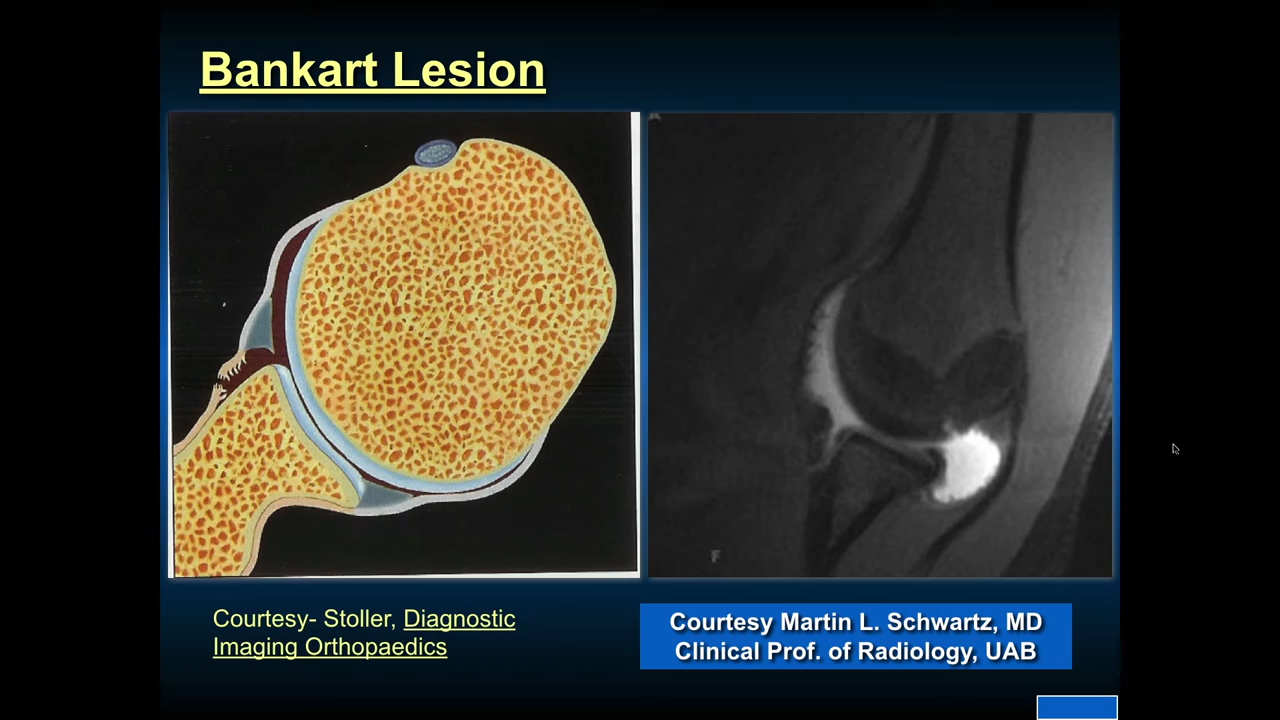 Bankart Lesion
Courtesy- Stoller, Diagnostic
Imaging Orthopaedics
F
Courtesy Martin L. Schwartz, MD
Clinical Prof. of Radiology, UAB